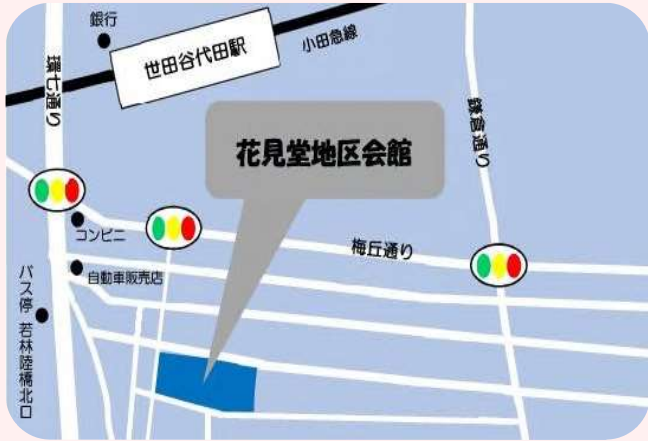 銀行
世田谷代田駅
小田急線
環七通り
鎌倉通り
花見堂地区会館
コンビニ
梅丘通り
自動車販売店
バス停 若林陸橋北口